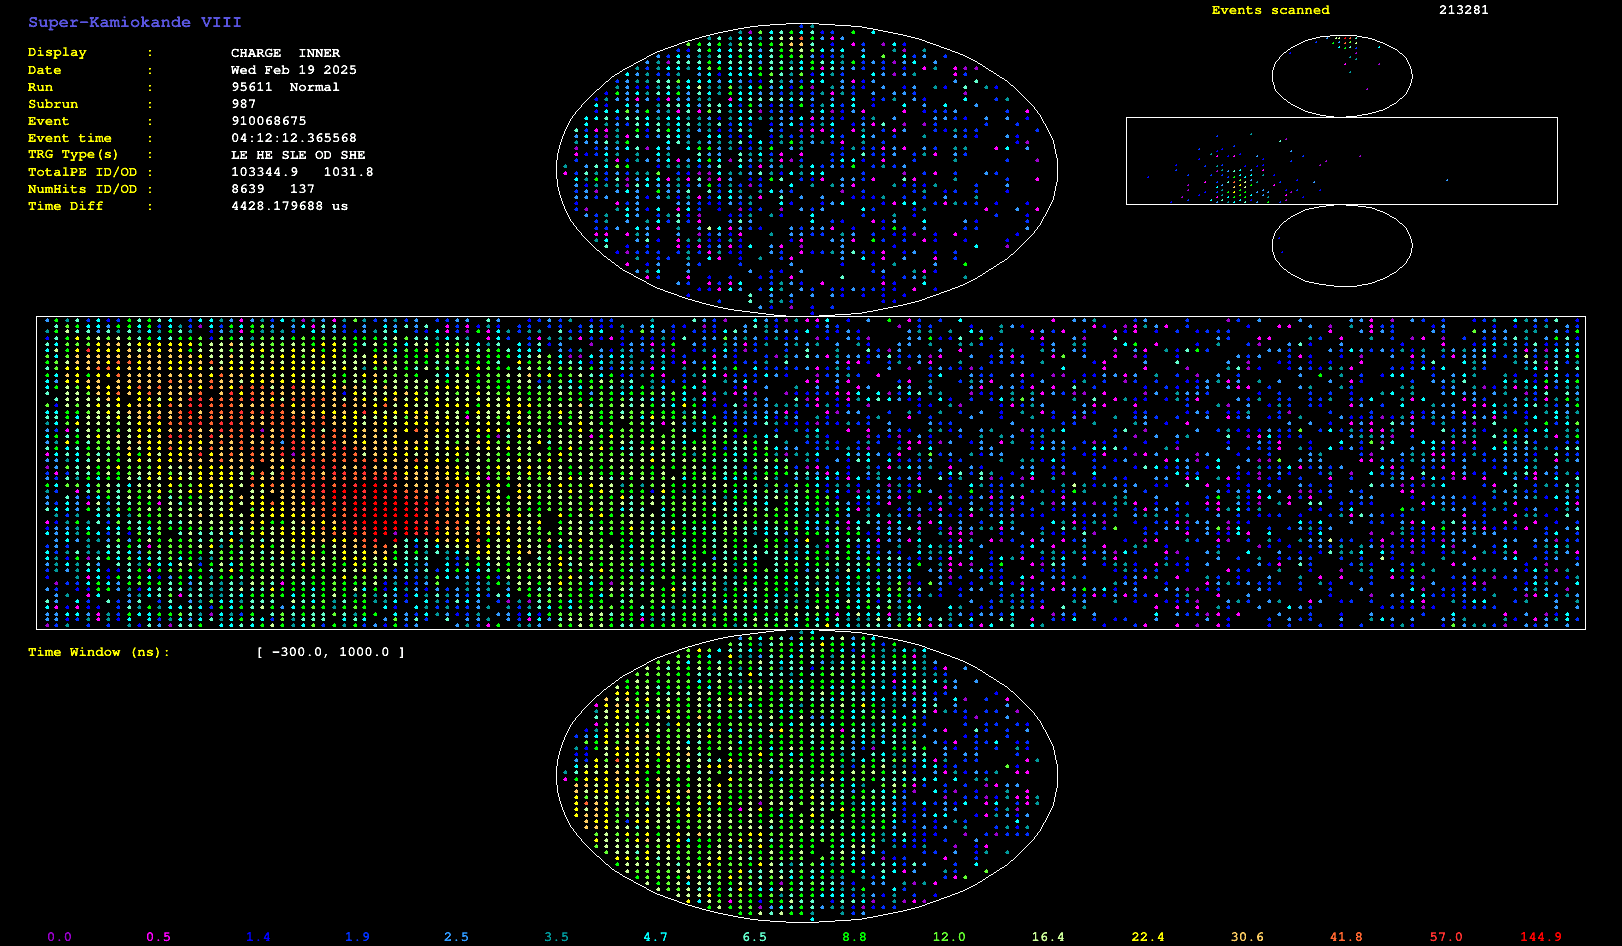 Super-Kamiokande VIII
Events scanned 213281
Display : CHARGE INNER
Date : Wed Feb 19 2025
Run : 95611 Normal
Subrun : 987
Event : 910068675
Event time : 04:12:12.365568
TRG Type(s) : LE HE SLE OD SHE
TotalPE ID/OD : 103344.9 1031.8
NumHits ID/OD : 8639 137
Time Diff : 4428.179688 us
Time Window (ns): [ -300.0, 1000.0 ]
0.0 0.5 1.4 1.9 2.5 3.5 4.7 6.5 8.8 12.0 16.4 22.4 30.6 41.8 57.0 144.9